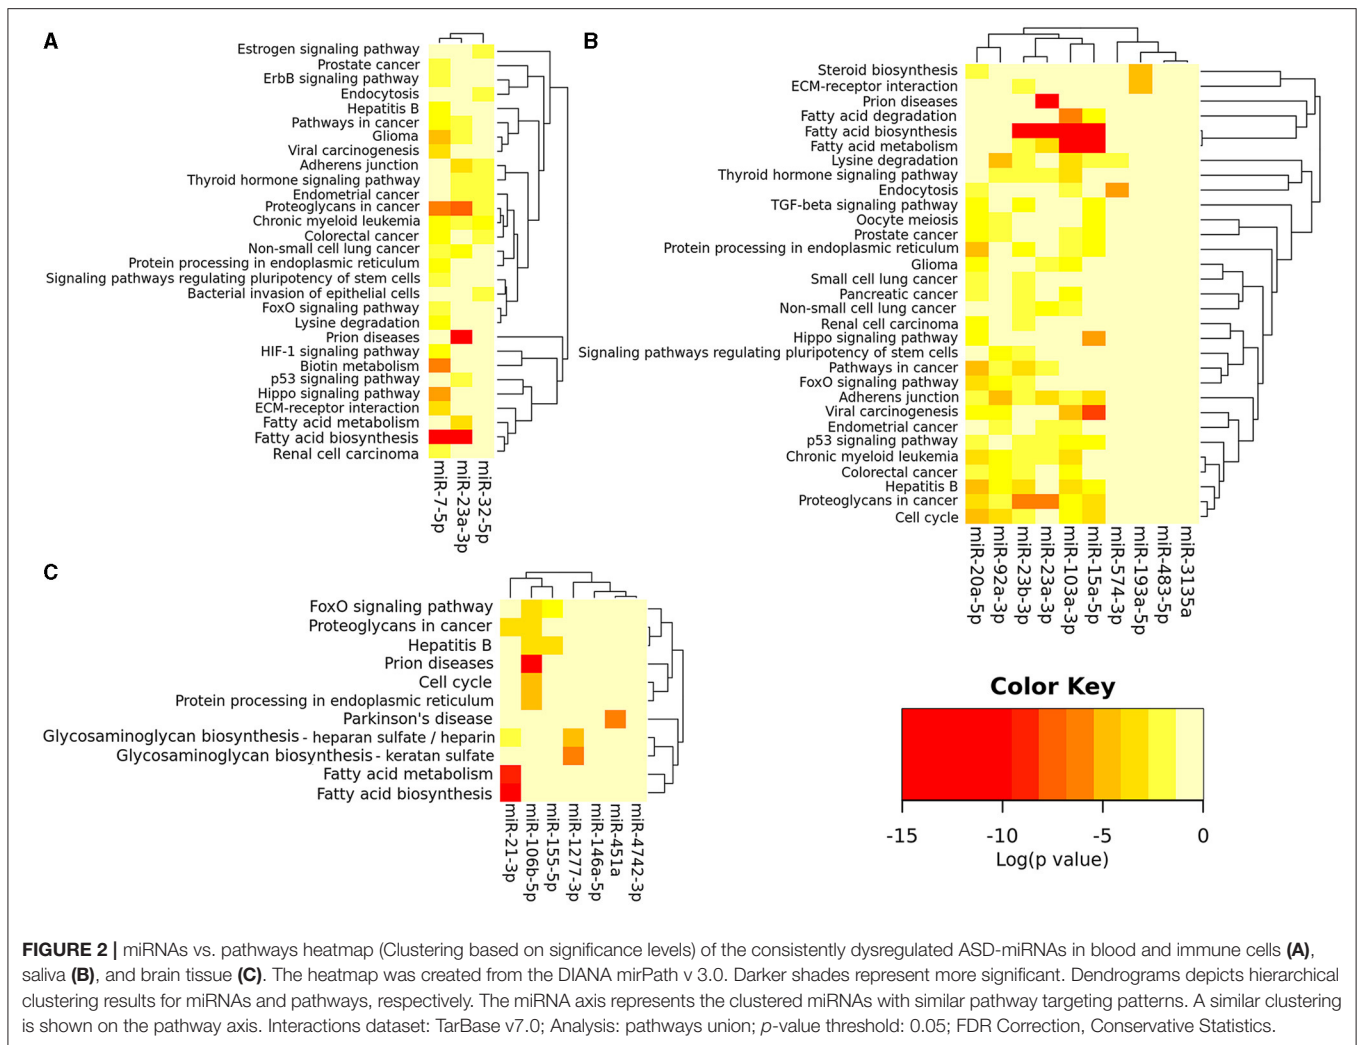 A
Estrogen signaling pathway
Prostate cancer
ErbB signaling pathway
Endocytosis
Hepatitis B
Pathways in cancer
Glioma
Viral carcinogenesis
Adherens junction
Thyroid hormone signaling pathway
Endometrial cancer
Proteoglycans in cancer
Chronic myeloid leukemia
Colorectal cancer
Non-small cell lung cancer
Protein processing in endoplasmic reticulum
Signaling pathways regulating pluripotency of stem cells
Bacterial invasion of epithelial cells
FoxO signaling pathway
Lysine degradation
Prion diseases
HIF-1 signaling pathway
Biotin metabolism
p53 signaling pathway
Hippo signaling pathway
ECM-receptor interaction
Fatty acid metabolism
Fatty acid biosynthesis
Renal cell carcinoma
miR-7-5p
miR-23a-3p
miR-32-5p
B
Steroid biosynthesis
ECM-receptor interaction
Prion diseases
Fatty acid degradation
Fatty acid biosynthesis
Fatty acid metabolism
Lysine degradation
Thyroid hormone signaling pathway
Endocytosis
TGF-beta signaling pathway
Oocyte meiosis
Prostate cancer
Protein processing in endoplasmic reticulum
Glioma
Small cell lung cancer
Pancreatic cancer
Non-small cell lung cancer
Renal cell carcinoma
Hippo signaling pathway
Signaling pathways regulating pluripotency of stem cells
Pathways in cancer
FoxO signaling pathway
Adherens junction
Viral carcinogenesis
Endometrial cancer
p53 signaling pathway
Chronic myeloid leukemia
Colorectal cancer
Hepatitis B
Proteoglycans in cancer
Cell cycle
miR-20a-5p
miR-92a-3p
miR-23b-3p
miR-23a-3p
miR-103a-3p
miR-15a-5p
miR-574-3p
miR-193a-5p
miR-483-5p
miR-3135a
C
FoxO signaling pathway
Proteoglycans in cancer
Hepatitis B
Prion diseases
Cell cycle
Protein processing in endoplasmic reticulum
Parkinson's disease
Glycosaminoglycan biosynthesis - heparan sulfate / heparin
Glycosaminoglycan biosynthesis - keratan sulfate
Fatty acid metabolism
Fatty acid biosynthesis
miR-21-3p
miR-106b-5p
miR-155-5p
miR-1277-3p
miR-146a-5p
miR-451a
miR-4742-3p
Color Key
-15 -10 -5 0
Log(p value)
FIGURE 2 | miRNAs vs. pathways heatmap (Clustering based on significance levels) of the consistently dysregulated ASD-miRNAs in blood and immune cells (A),
saliva (B), and brain tissue (C). The heatmap was created from the DIANA mirPath v 3.0. Darker shades represent more significant. Dendrograms depicts hierarchical
clustering results for miRNAs and pathways, respectively. The miRNA axis represents the clustered miRNAs with similar pathway targeting patterns. A similar clustering
is shown on the pathway axis. Interactions dataset: TarBase v7.0; Analysis: pathways union; p-value threshold: 0.05; FDR Correction, Conservative Statistics.